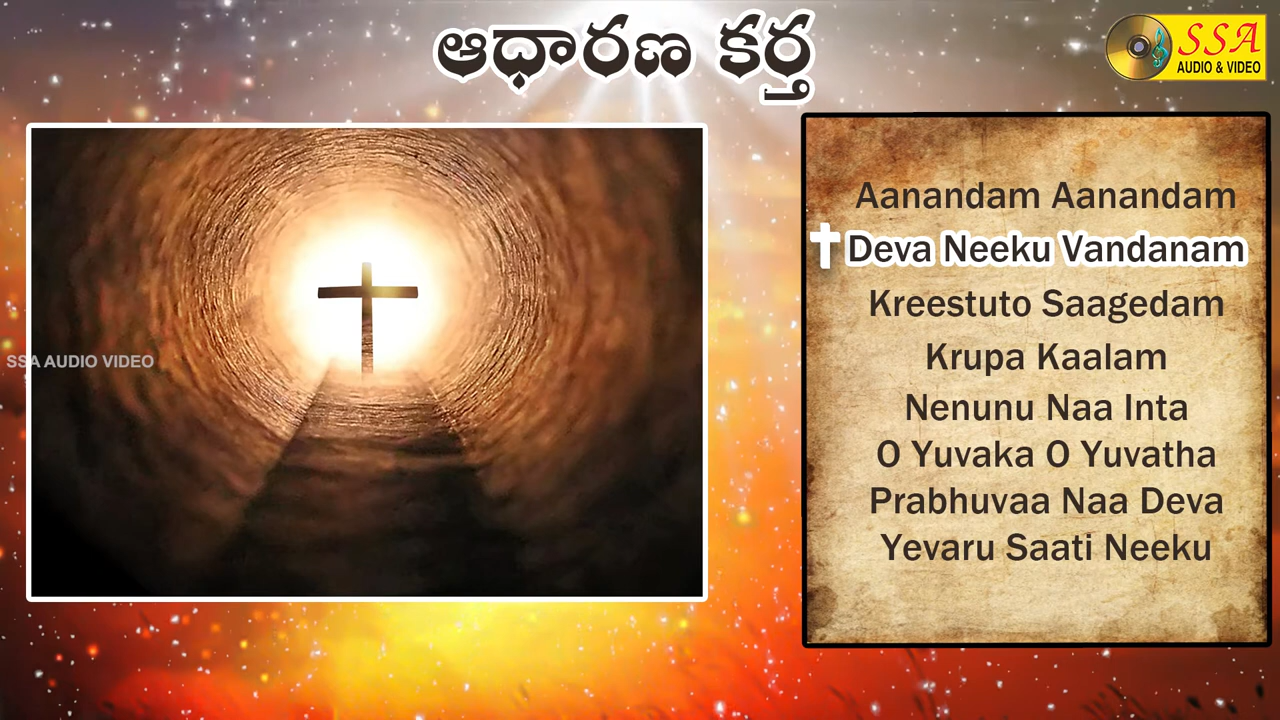 ఆధారణ కర్త
SSA
AUDIO & VIDEO
SSA AUDIO VIDEO
Aanandam Aanandam
Deva Neeku Vandanam
Kreestuto Saagedam
Krupa Kaalam
Nenunu Naa Inta
O Yuvaka O Yuvatha
Prabhuvaa Naa Deva
Yevaru Saati Neeku